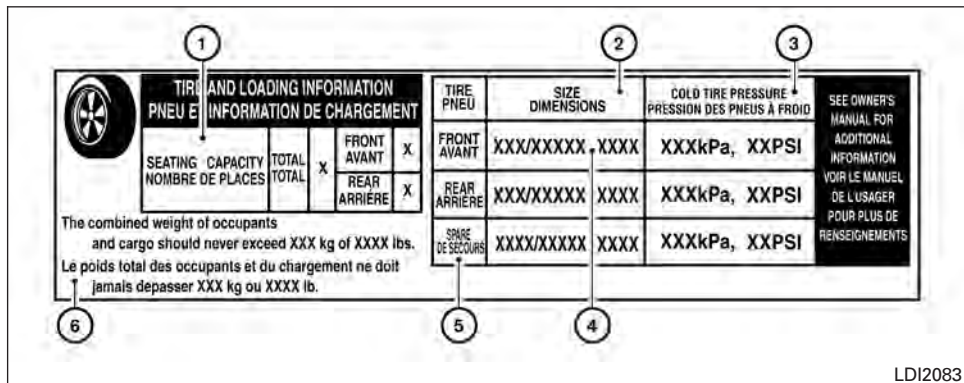 1
2
3
TIRE AND LOADING INFORMATION
PNEU ET INFORMATION DE CHARGEMENT
SEATING CAPACITY
NOMBRE DE PLACES
TOTAL
TOTAL
X
FRONT
AVANT
X
REAR
ARRIÉRE
X
The combined weight of occupants
and cargo should never exceed XXX kg of XXXX lbs.
Le poids total des occupants et du chargement ne doit
jamais depasser XXX kg ou XXXX lb.
TIRE
PNEU
SIZE
DIMENSIONS
COLD TIRE PRESSURE
PRESSION DES PNEUS À FROID
FRONT
AVANT
XXX/XXXXX XXXX
XXXkPa, XXPSI
REAR
ARRIÉRE
XXX/XXXXX XXXX
XXXkPa, XXPSI
SPARE
DE SECOURS
XXXX/XXXXX XXXX
XXXkPa, XXPSI
SEE OWNER'S
MANUAL FOR
ADDITIONAL
INFORMATION
VOIR LE MANUEL
DE L'USAGER
POUR PLUS DE
RENSEIGNEMENTS
6
5
4
LDI2083